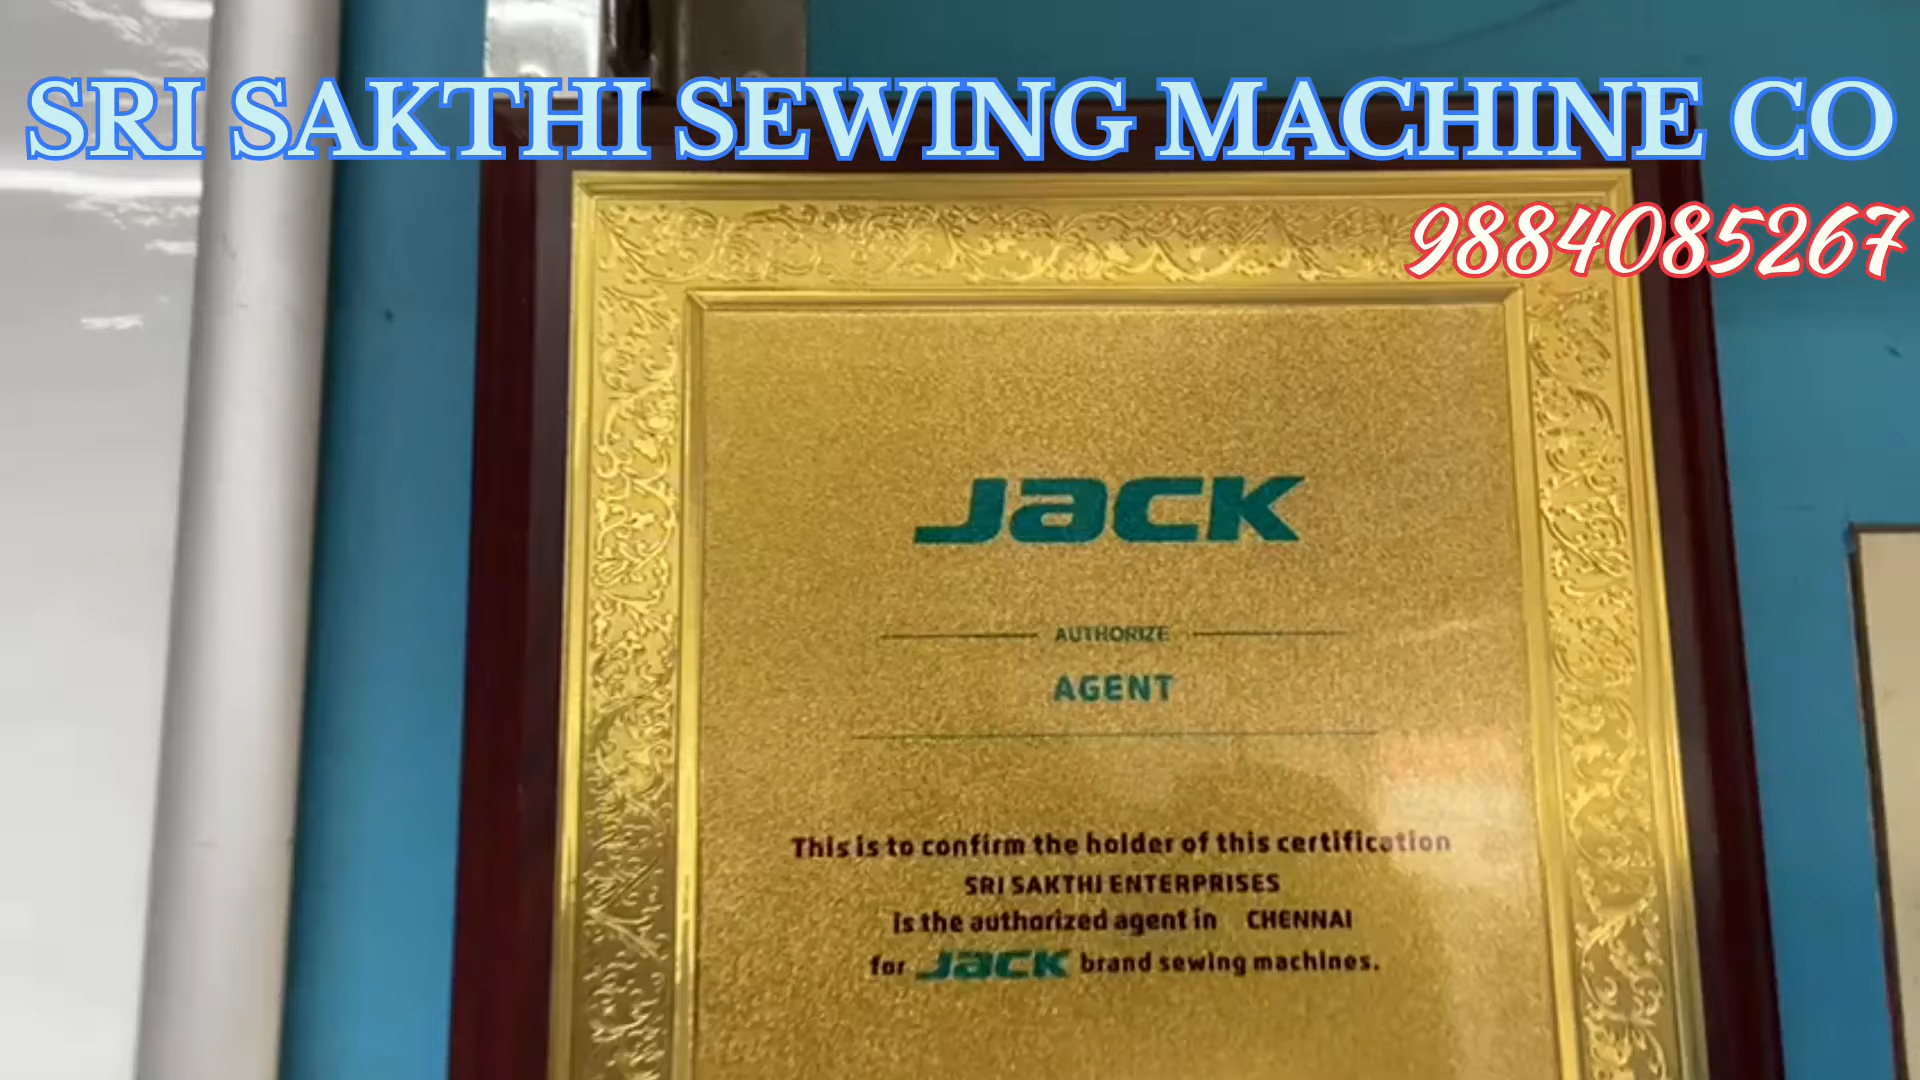 SRI SAKTHI SEWING MACHINE CO
9884085267
JACK
AUTHORIZE
AGENT
This is to confirm the holder of this certification
SRI SAKTHI ENTERPRISES
is the authorized agent in CHENNAI
for JACK brand sewing machines.